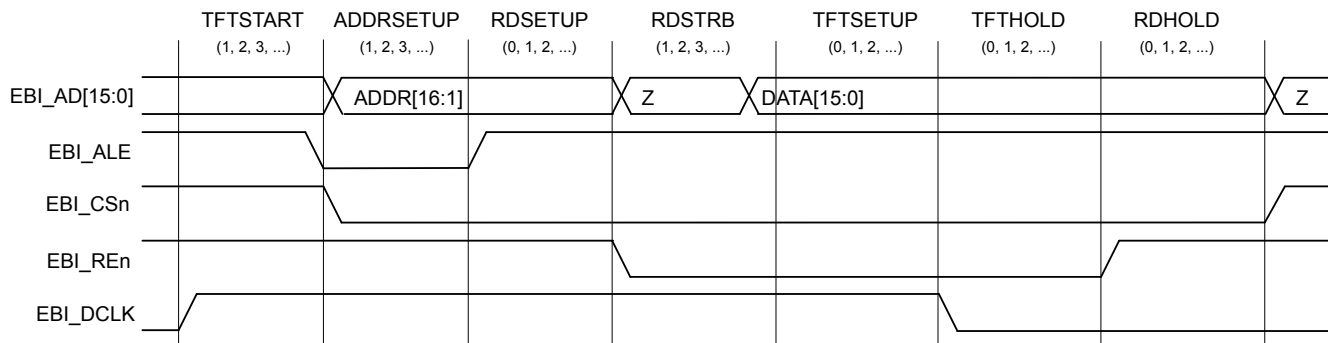 TFTSTART ADDRSETUP RDSETUP RDSTRB TFTSETUP TFTHOLD RDHOLD
(1, 2, 3, ...) (1, 2, 3, ...) (0, 1, 2, ...) (1, 2, 3, ...) (0, 1, 2, ...) (0, 1, 2, ...) (0, 1, 2, ...)
EBI_AD[15:0] ADDR[16:1] Z DATA[15:0] Z
EBI_ALE
EBI_CSn
EBI_REn
EBI_DCLK